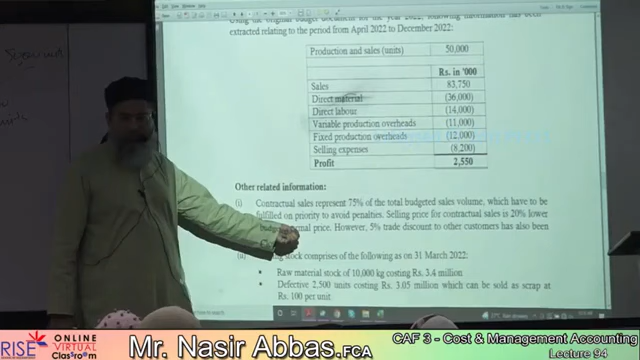 Using the original budget document for the year 2022, following information may been
extracted relating to the period from April 2022 to December 2022:
Production and sales (units) 50,000
Rs. in '000
Sales 83,750
Direct material (36,000)
Direct labour (14,000)
Variable production overheads (11,000)
Fixed production overheads (12,000)
Selling expenses (8,200)
Profit 2,550
Other related information:
(i) Contractual sales represent 75% of the total budgeted sales volume, which have to be
fulfilled on priority to avoid penalties. Selling price for contractual sales is 20% lower
price. However, 5% trade discount to other customers has also been
(ii) stock comprises of the following as on 31 March 2022:
• Raw material stock of 10,000 kg costing Rs. 3.4 million
• Defective 2,500 units costing Rs. 3.05 million which can be sold as scrap at
Rs. 100 per unit.
RISE ONLINE VIRTUAL Classroom
Mr. Nasir Abbas.FCA
CAF 3 - Cost & Management Accounting
Lecture 94